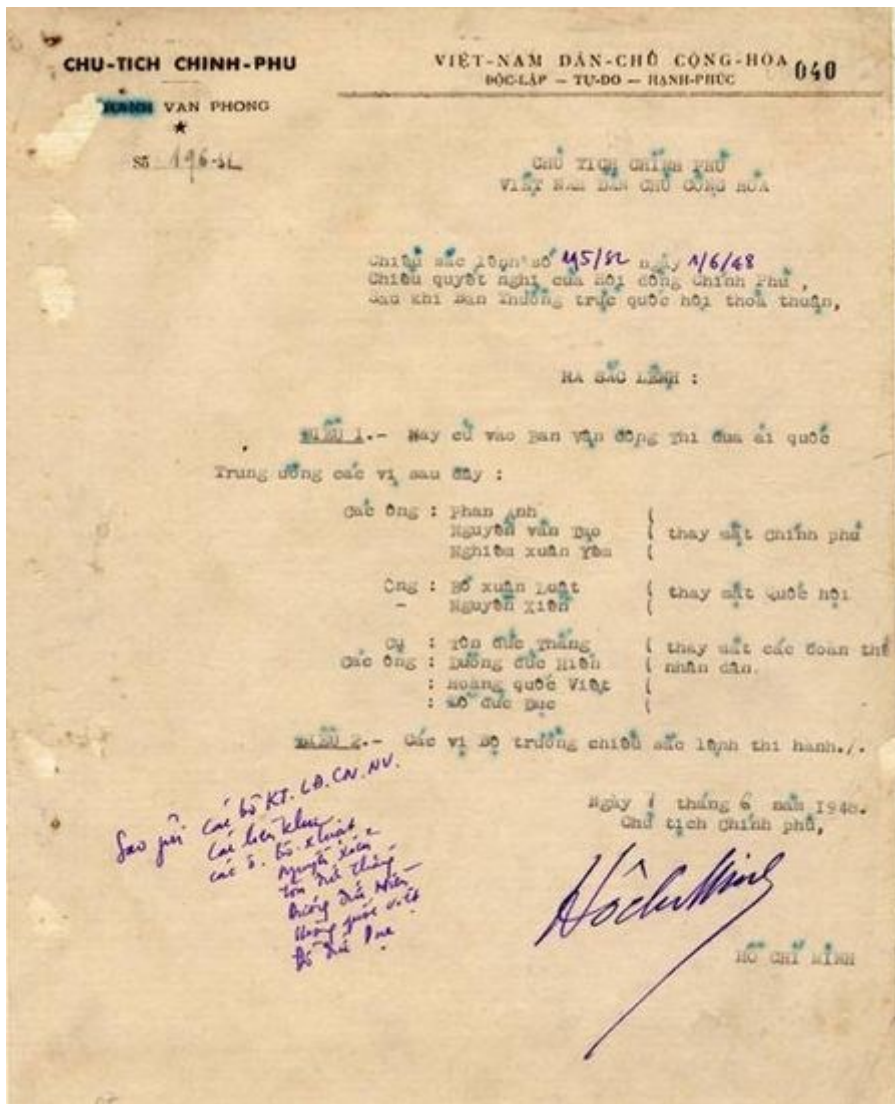 CHU-TICH CHINH-PHU
VIỆT-NAM DÂN-CHỦ CỘNG-HÒA
040
ĐỘC-LẬP — TỰ-DO — HẠNH-PHÚC
VAN PHONG
Số 196-SL
CHỦ TỊCH CHÍNH PHỦ
VIỆT NAM DÂN CHỦ CỘNG HÒA
Chiểu sắc lệnh số 195/SL ngày 1/6/48
Chiểu quyết nghị của Hội đồng Chính Phủ,
Sau khi Ban Thường trực quốc hội thoả thuận,
RA SẮC LỆNH :
ĐIỀU 1.- Nay cử vào Ban Vận động Thi đua ái quốc
Trung ương các vị sau đây :
Các Ông : Phan Anh (
Nguyễn văn Tạo ( thay mặt Chính phủ
Nghiêm xuân Yêm (
Ông : Bồ xuân Luật ( thay mặt Quốc hội
- Nguyễn Xiển (
Cụ : Tôn đức Thắng ( thay mặt các đoàn thể
Các Ông : Dương đức Hiền ( nhân dân.
: Hoàng quốc Việt (
: Đỗ đức Dục (
ĐIỀU 2.- Các vị Bộ trưởng chiểu sắc lệnh thi hành./.
Ngày 1 tháng 6 năm 1948.
Chủ tịch Chính phủ,
Sao gửi Các bộ KT. LĐ. CN. NV.
Các liên khu
các ô. Bồ x luật
Nguyễn Xiển
Tôn Đức Thắng
Dương Đức Hiền
Hoàng quốc Việt
Đỗ Đức Dục
Hồ Chí Minh
HỒ CHÍ MINH